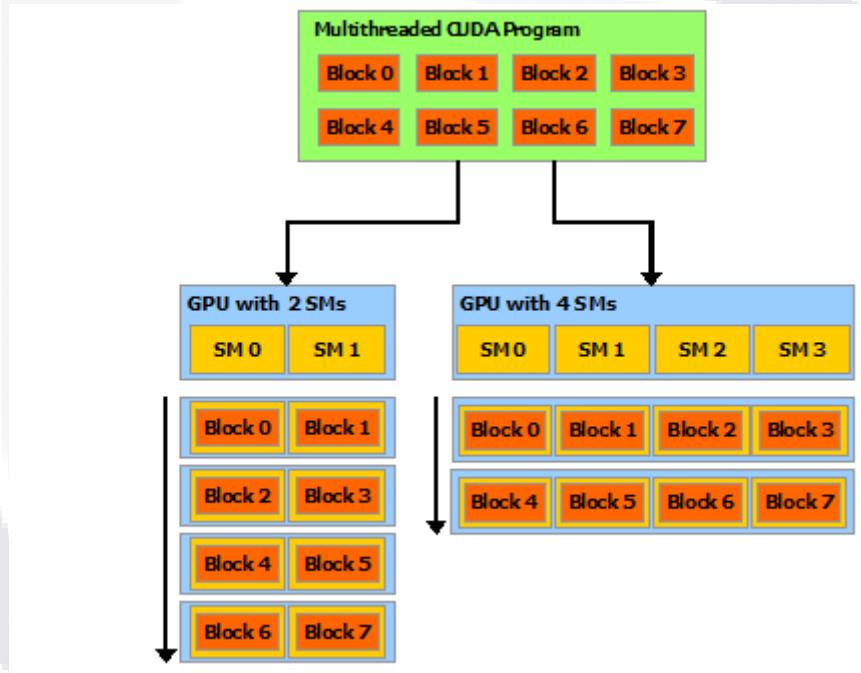 Multithreaded CUDA Program
Block 0 Block 1 Block 2 Block 3
Block 4 Block 5 Block 6 Block 7
GPU with 2 SMs
SM 0 SM 1
Block 0 Block 1
Block 2 Block 3
Block 4 Block 5
Block 6 Block 7
GPU with 4 SMs
SM 0 SM 1 SM 2 SM 3
Block 0 Block 1 Block 2 Block 3
Block 4 Block 5 Block 6 Block 7